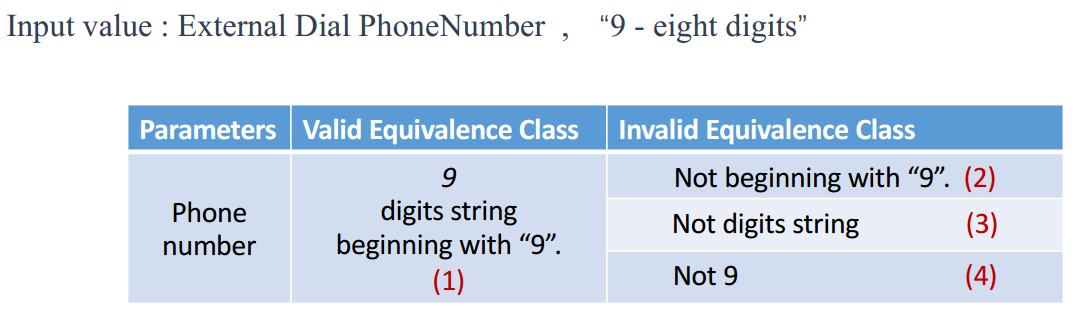 Input value : External Dial PhoneNumber ， “9 - eight digits”
Parameters Valid Equivalence Class Invalid Equivalence Class
Phone number
9
digits string
beginning with “9”.
(1)
Not beginning with “9”. (2)
Not digits string (3)
Not 9 (4)